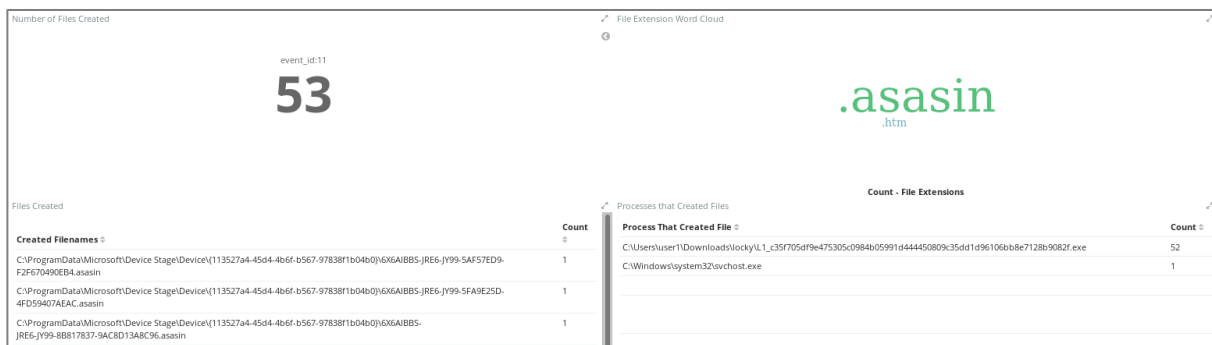 Number of Files Created
event_id:11
53
File Extension Word Cloud
.asasin
.htm
Count - File Extensions
Files Created
Created Filenames Count
C:\ProgramData\Microsoft\Device Stage\Device\{113527a4-45d4-4b6f-b567-97838f1b04b0}\6X6AIBBS-JRE6-JY99-5AF57ED9- 1
F2F670490EB4.asasin
C:\ProgramData\Microsoft\Device Stage\Device\{113527a4-45d4-4b6f-b567-97838f1b04b0}\6X6AIBBS-JRE6-JY99-5FA9E25D- 1
4FD59407AEAC.asasin
C:\ProgramData\Microsoft\Device Stage\Device\{113527a4-45d4-4b6f-b567-97838f1b04b0}\6X6AIBBS- 1
JRE6-JY99-8B817837-9AC8D13A8C96.asasin
Processes that Created Files
Process That Created File Count
C:\Users\user1\Downloads\locky\L1_c35f705df9e475305c0984b05991d444450809c35dd1d96106bb8e7128b9082f.exe 52
C:\Windows\system32\svchost.exe 1